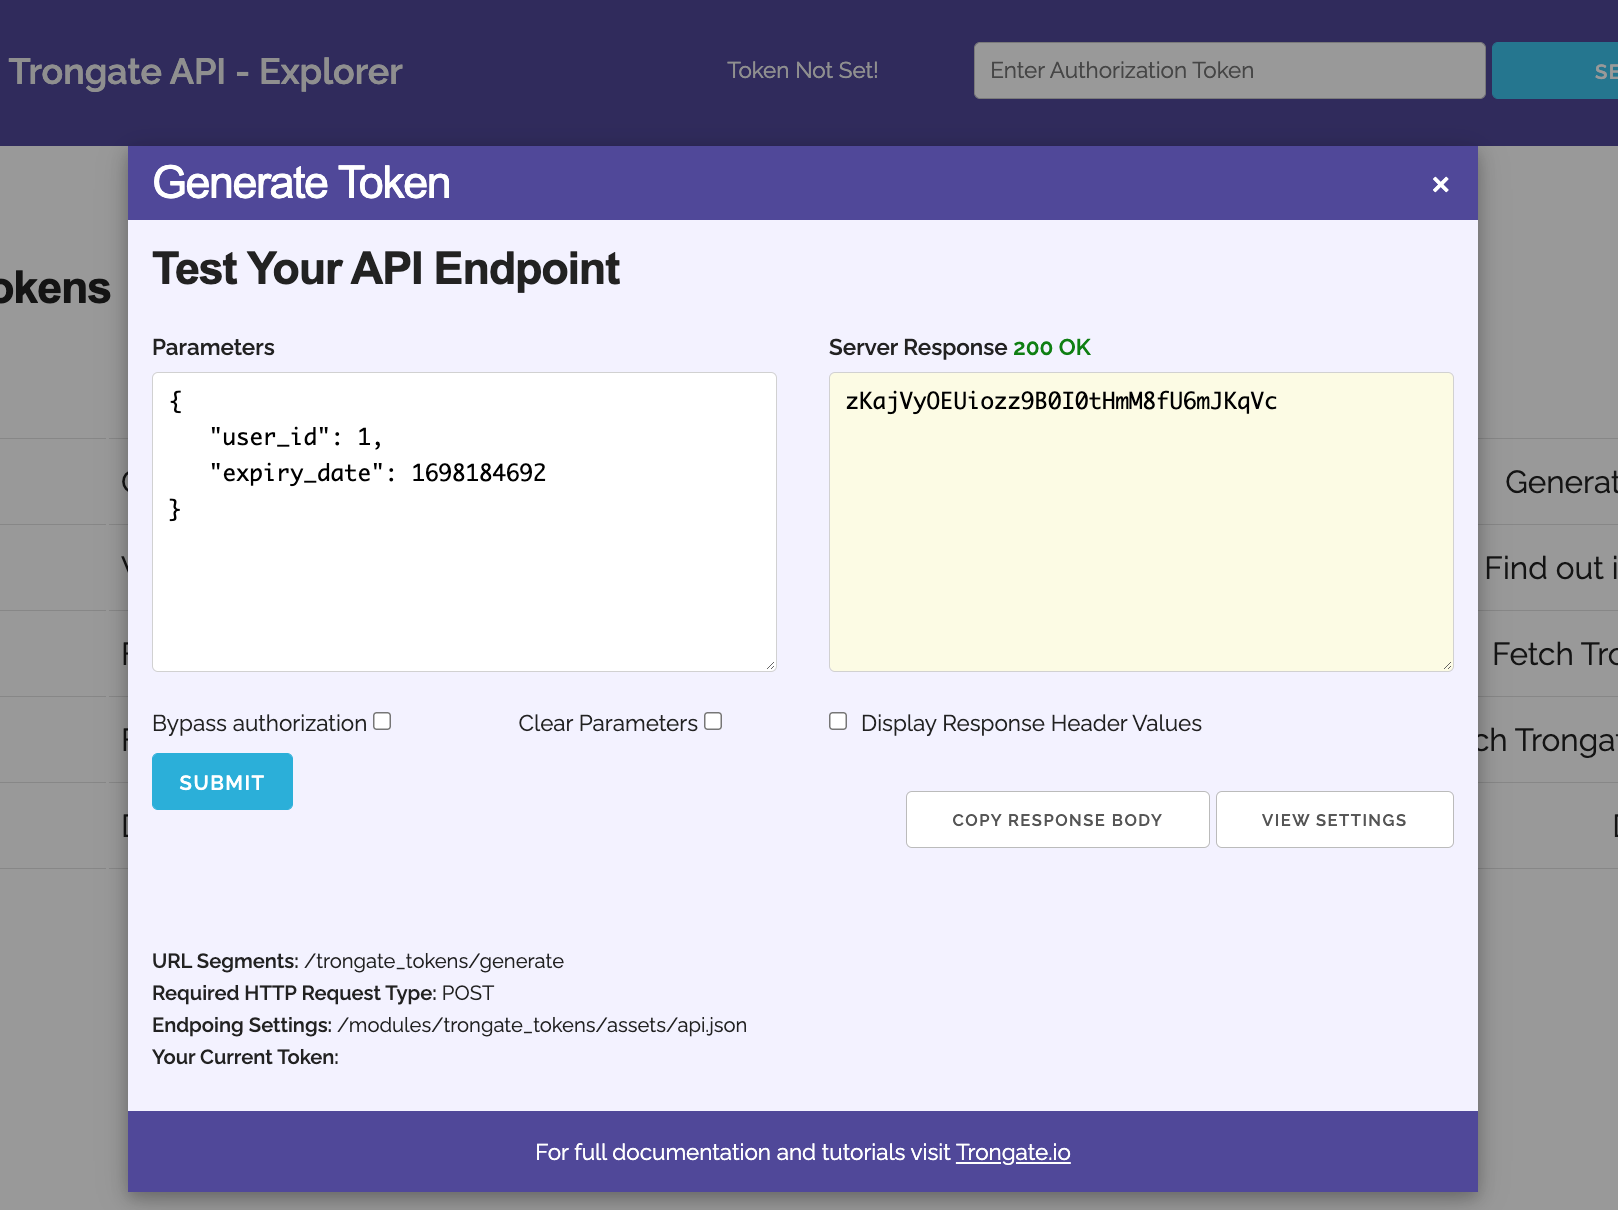 Trongate API - Explorer
Token Not Set!
Enter Authorization Token
Generate Token
×
Test Your API Endpoint
okens
Parameters
Server Response 200 OK
{
"user_id": 1,
"expiry_date": 1698184692
}
zKajVyOEUiozz9B0I0tHmM8fU6mJKqVc
Generat
Find out i
Fetch Tro
ch Tronga
Bypass authorization
Clear Parameters
Display Response Header Values
SUBMIT
COPY RESPONSE BODY
VIEW SETTINGS
URL Segments: /trongate_tokens/generate
Required HTTP Request Type: POST
Endpoing Settings: /modules/trongate_tokens/assets/api.json
Your Current Token:
For full documentation and tutorials visit Trongate.io